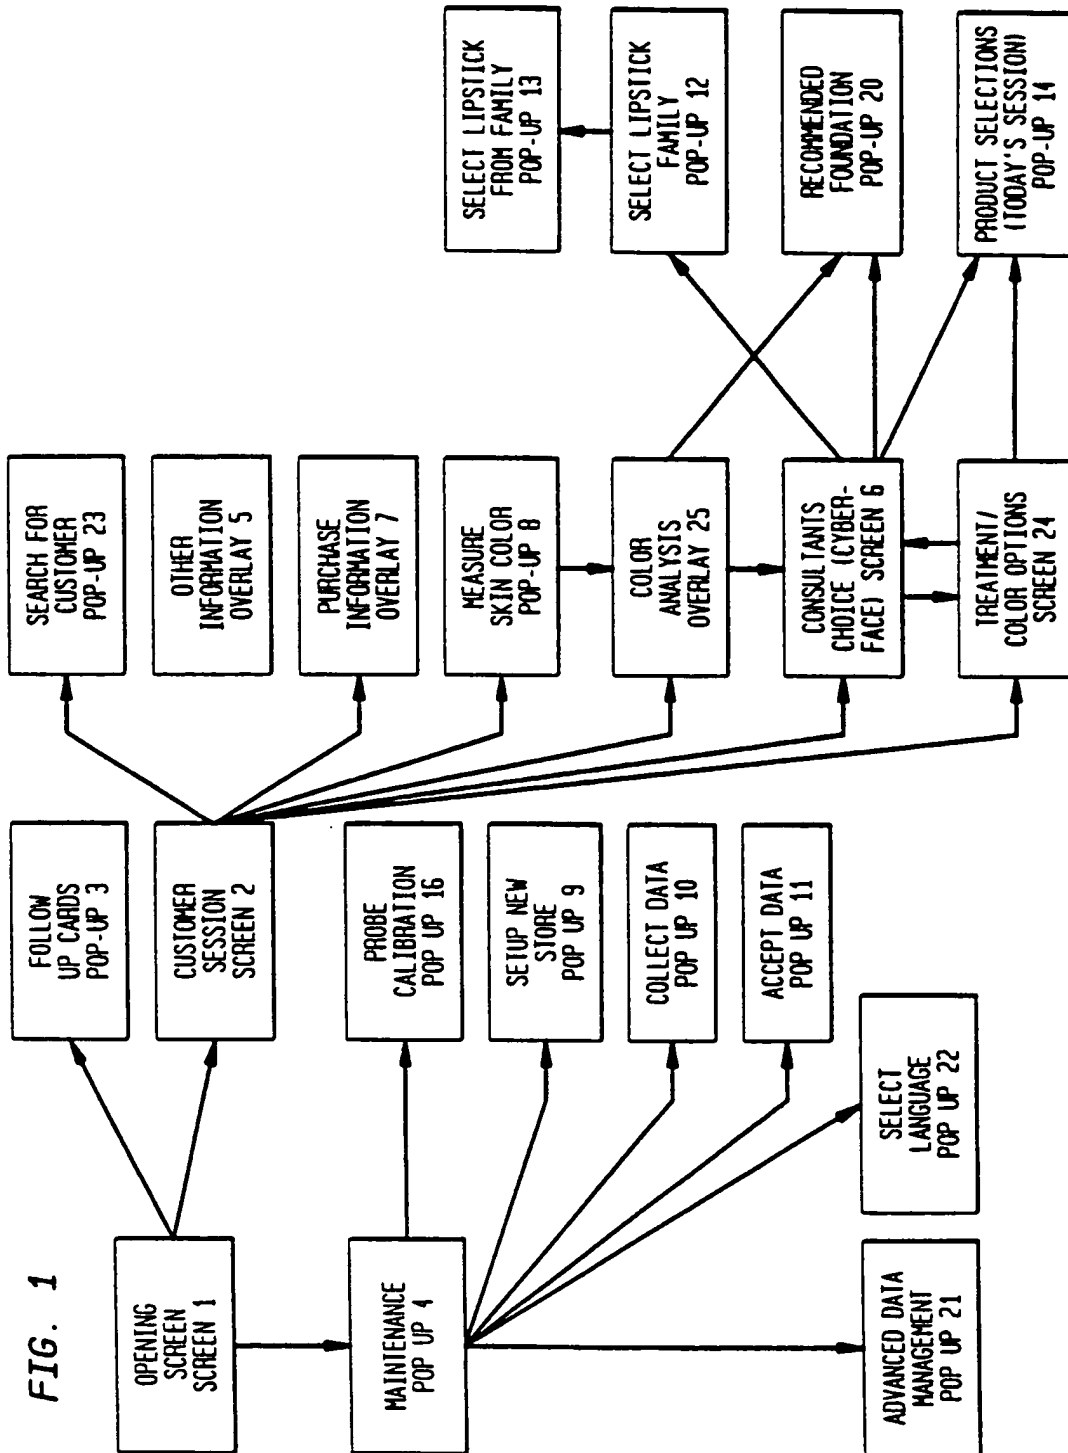 FIG. 1
OPENING
SCREEN
SCREEN 1
MAINTENANCE
POP UP 4
ADVANCED DATA
MANAGEMENT
POP UP 21
FOLLOW
UP CARDS
POP-UP 3
CUSTOMER
SESSION
SCREEN 2
PROBE
CALIBRATION
POP UP 16
SETUP NEW
STORE
POP UP 9
COLLECT DATA
POP UP 10
ACCEPT DATA
POP UP 11
SELECT
LANGUAGE
POP UP 22
SEARCH FOR
CUSTOMER
POP-UP 23
OTHER
INFORMATION
OVERLAY 5
PURCHASE
INFORMATION
OVERLAY 7
MEASURE
SKIN COLOR
POP-UP 8
COLOR
ANALYSIS
OVERLAY 25
CONSULTANTS
CHOICE (CYBER-
FACE) SCREEN 6
TREATMENT/
COLOR OPTIONS
SCREEN 24
SELECT LIPSTICK
FROM FAMILY
POP-UP 13
SELECT LIPSTICK
FAMILY
POP-UP 12
RECOMMENDED
FOUNDATION
POP-UP 20
PRODUCT SELECTIONS
(TODAY'S SESSION)
POP-UP 14